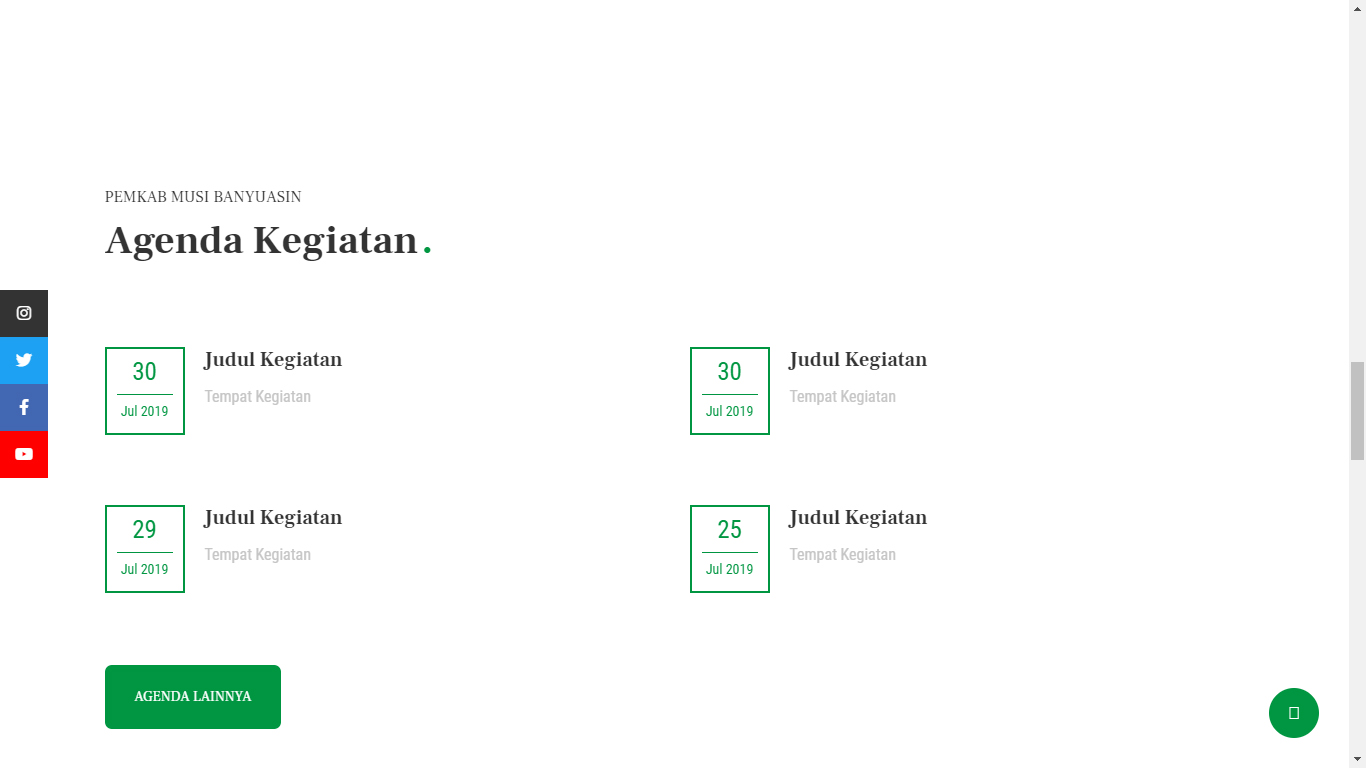 PEMKAB MUSI BANYUASIN
Agenda Kegiatan.
30
Jul 2019
Judul Kegiatan
Tempat Kegiatan
30
Jul 2019
Judul Kegiatan
Tempat Kegiatan
29
Jul 2019
Judul Kegiatan
Tempat Kegiatan
25
Jul 2019
Judul Kegiatan
Tempat Kegiatan
AGENDA LAINNYA